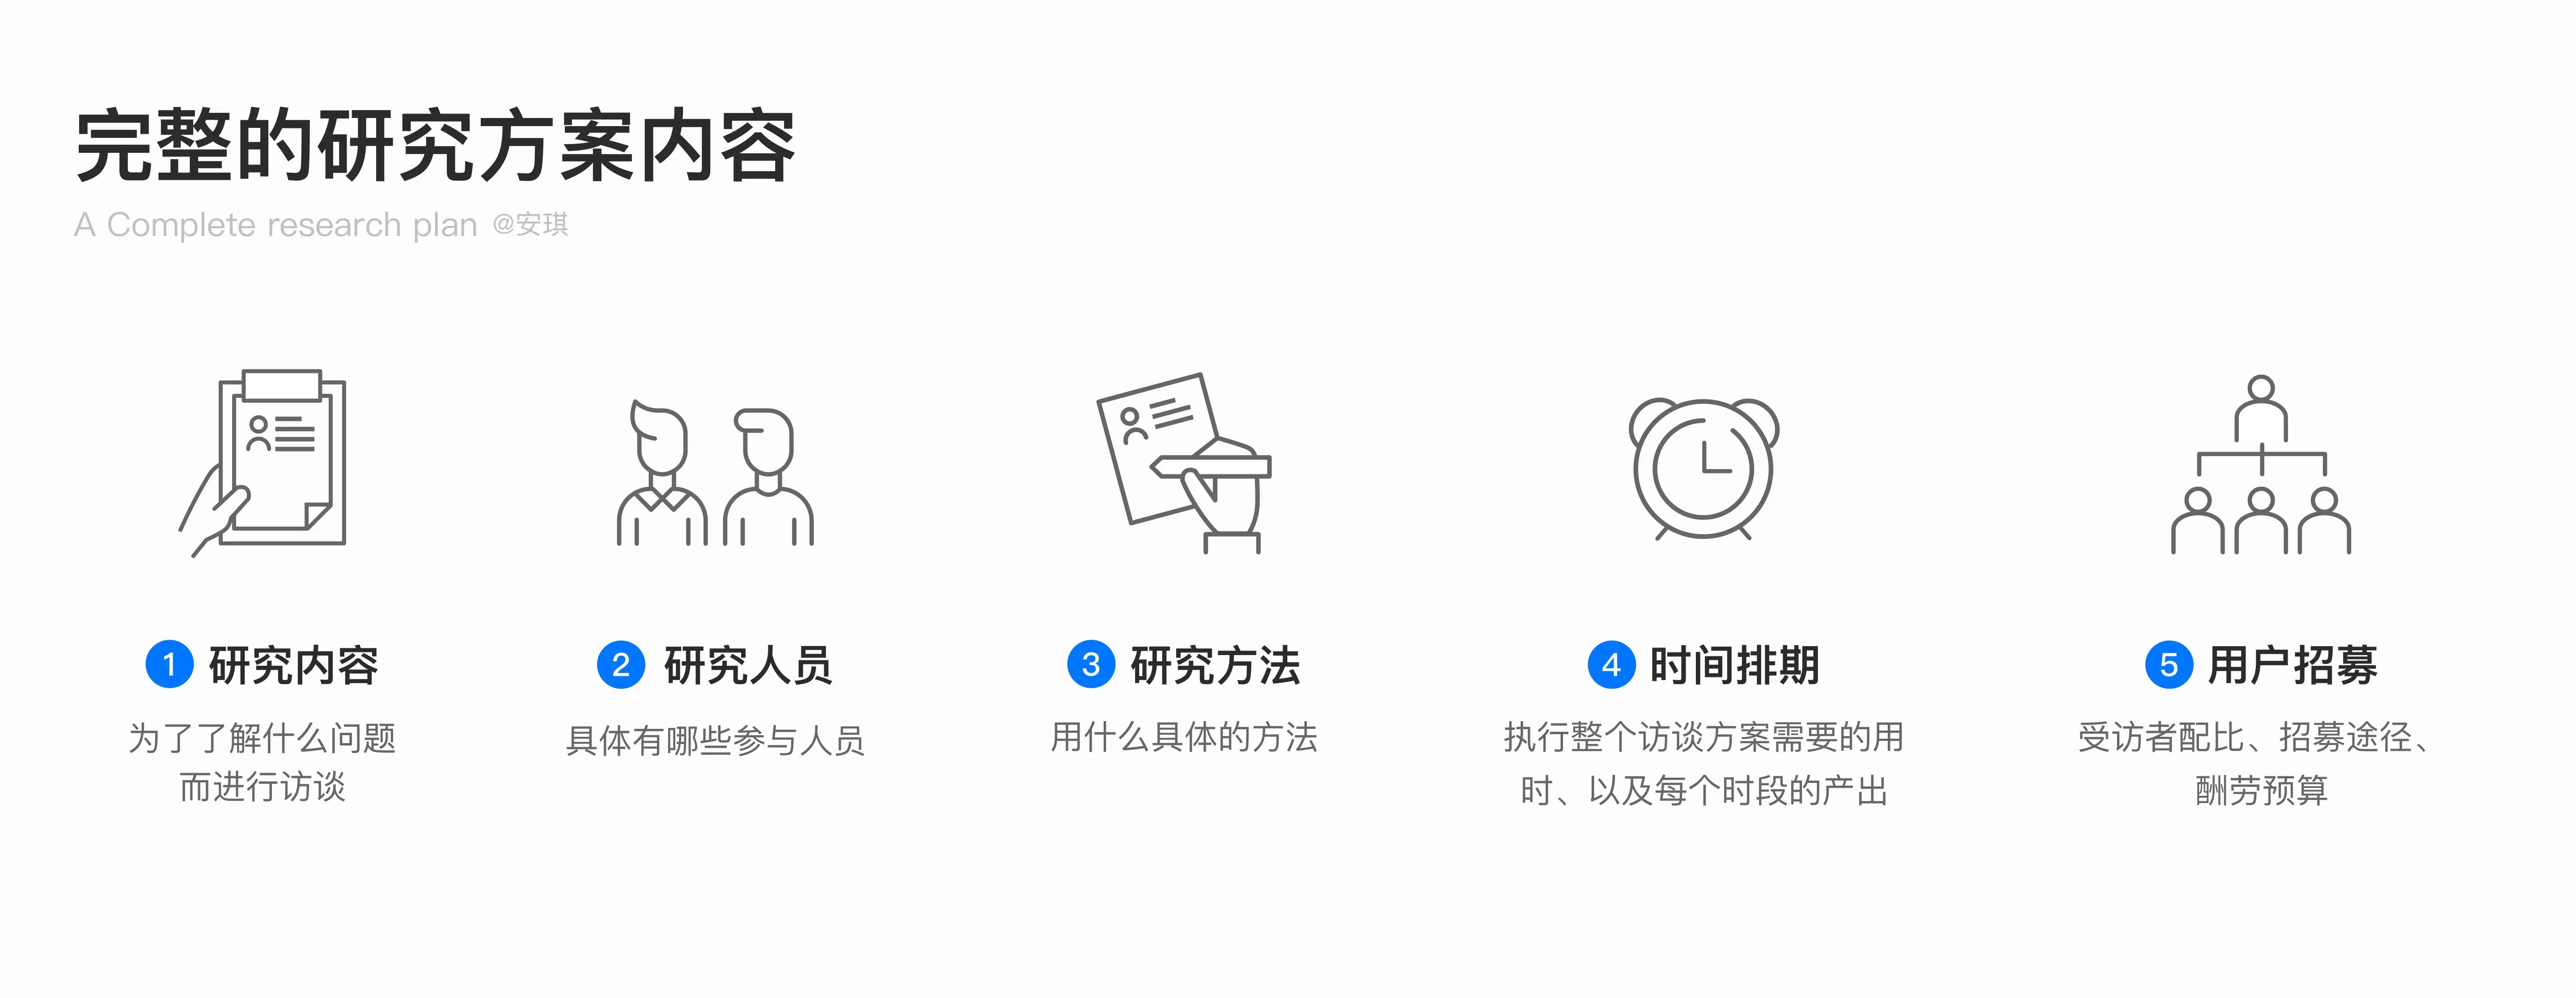 完整的研究方案内容
A Complete research plan @安琪
1 研究内容
为了了解什么问题
而进行访谈
2 研究人员
具体有哪些参与人员
3 研究方法
用什么具体的方法
4 时间排期
执行整个访谈方案需要的用
时、以及每个时段的产出
5 用户招募
受访者配比、招募途径、
酬劳预算